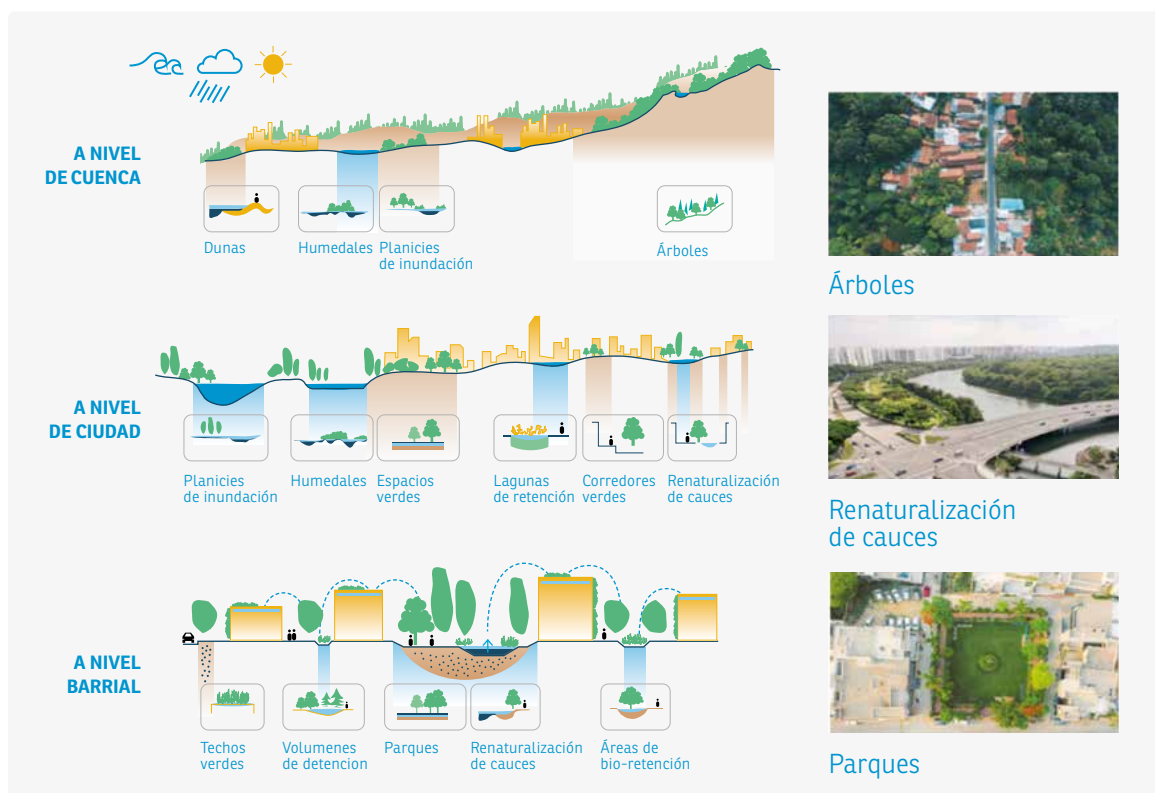 A NIVEL
DE CUENCA
Dunas
Humedales
Planicies
de inundación
Árboles
Árboles
A NIVEL
DE CIUDAD
Planicies
de inundación
Humedales
Espacios
verdes
Lagunas
de retención
Corredores
verdes
Renaturalización
de cauces
Renaturalización
de cauces
A NIVEL
BARRIAL
Techos
verdes
Volumenes
de detencion
Parques
Renaturalización
de cauces
Áreas de
bio-retención
Parques